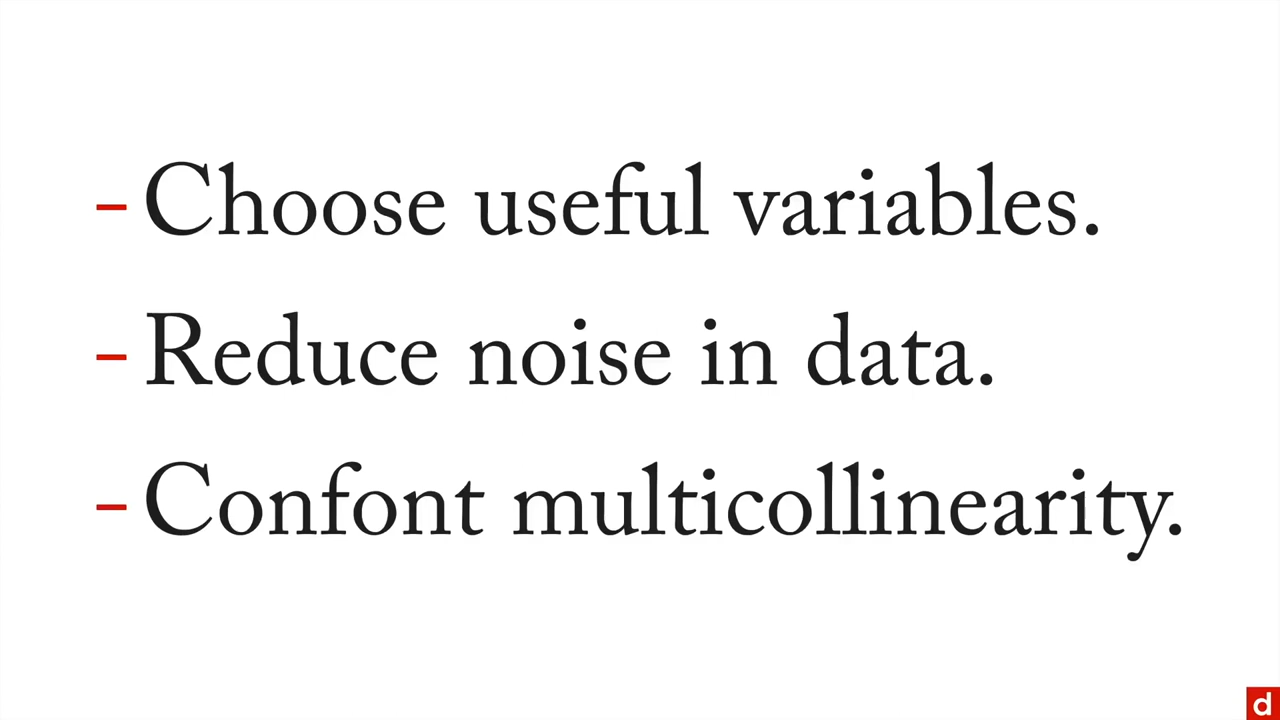 - Choose useful variables.
- Reduce noise in data.
- Confont multicollinearity.
d